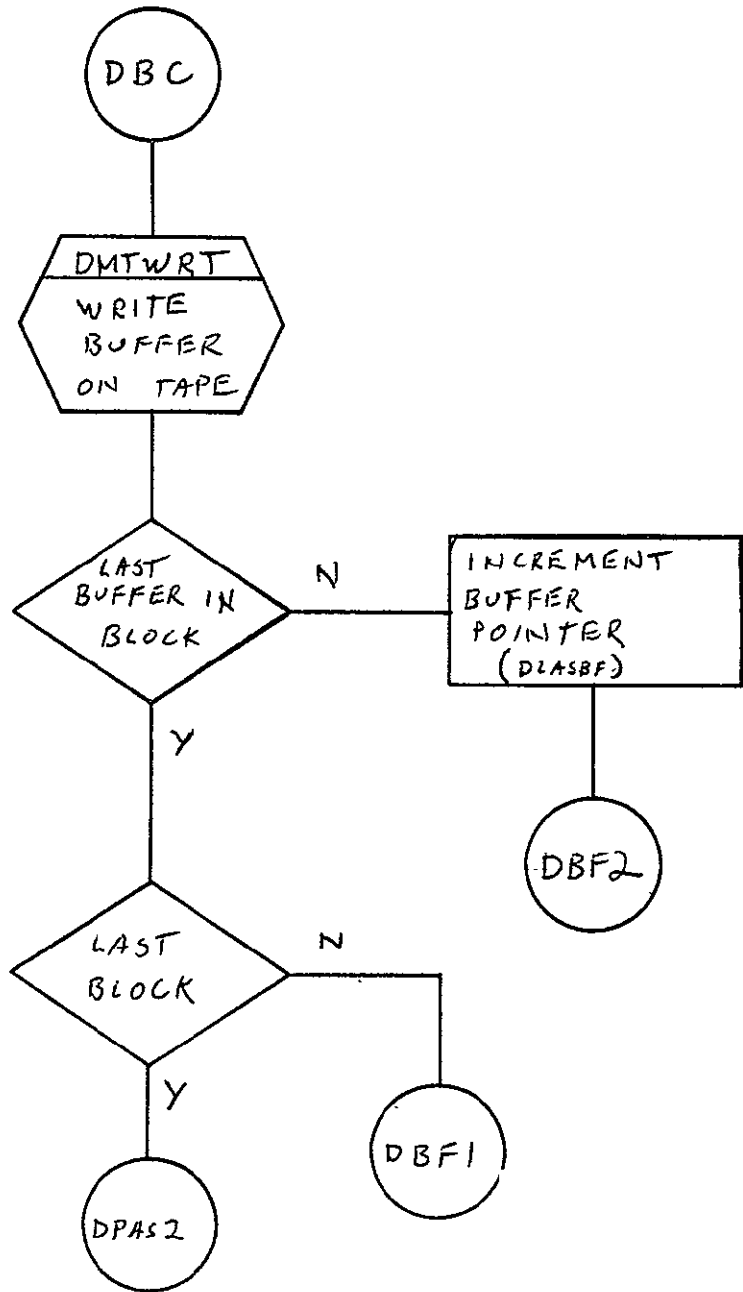 DBC
DMTWRT
WRITE
BUFFER
ON TAPE
LAST
BUFFER IN
BLOCK
N
INCREMENT
BUFFER
POINTER
(DLASBF)
Y
DBF2
LAST
BLOCK
N
Y
DBF1
DPAS2